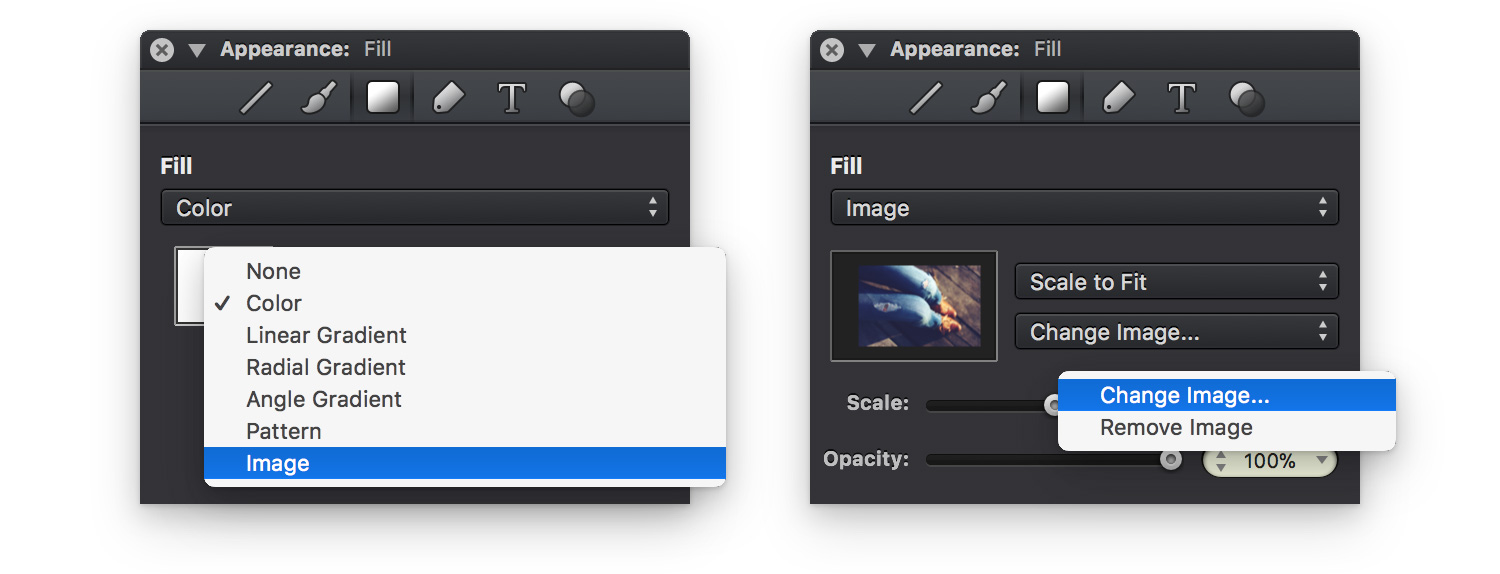 Appearance: Fill
T
Fill
Color
None
Color
Linear Gradient
Radial Gradient
Angle Gradient
Pattern
Image
Appearance: Fill
T
Fill
Image
Scale to Fit
Change Image...
Scale:
Change Image...
Remove Image
Opacity:
100%